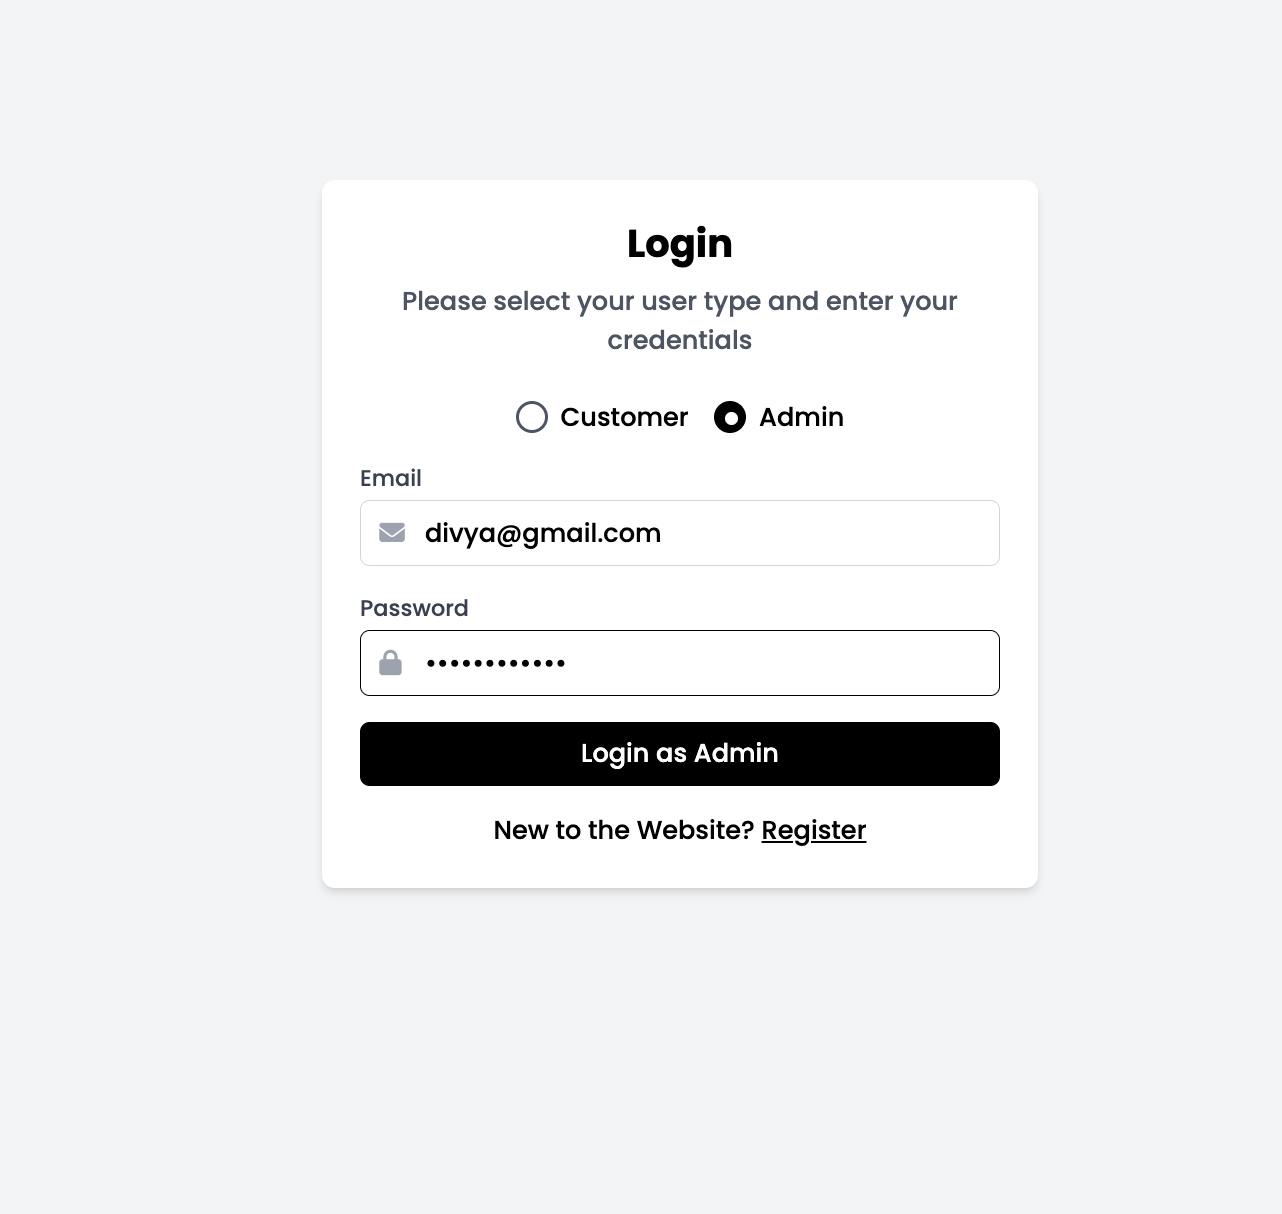 Login
Please select your user type and enter your
credentials
Customer Admin
Email
divya@gmail.com
Password
••••••••••••
Login as Admin
New to the Website? Register